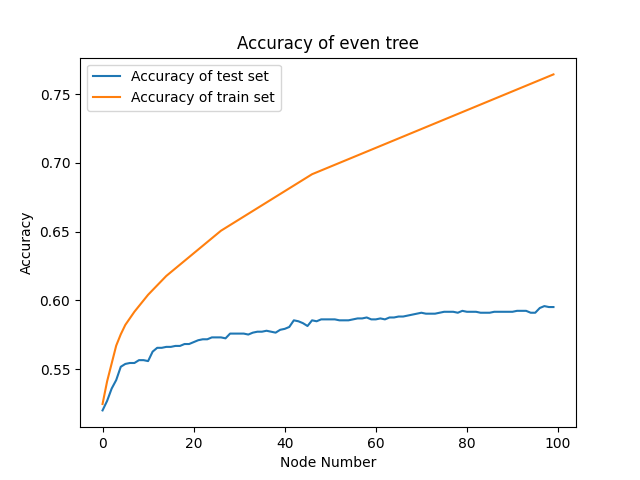 Accuracy of even tree
Accuracy of test set
Accuracy of train set
0.75
0.70
0.65
0.60
0.55
Accuracy
0 20 40 60 80 100
Node Number